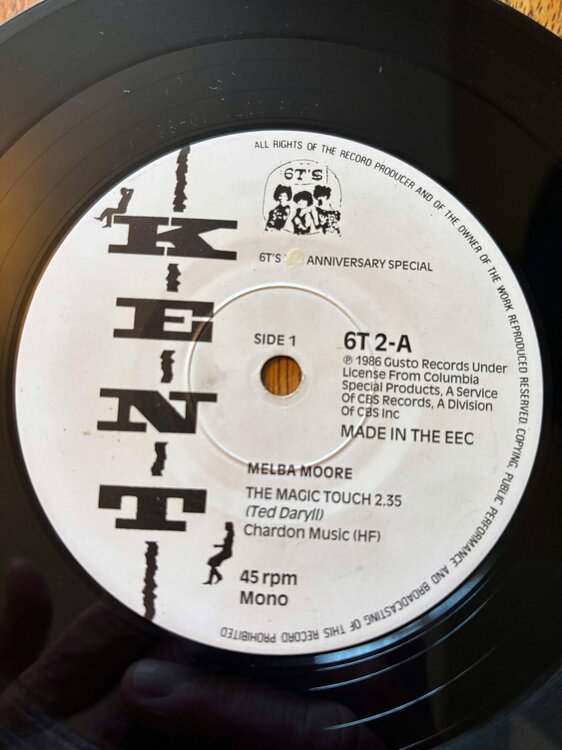 ALL RIGHTS OF THE RECORD PRODUCER AND OF THE OWNER OF THE WORK REPRODUCED RESERVED. COPYING, PUBLIC PERFORMANCE AND BROADCASTING OF THIS RECORD PROHIBITED
6T'S
KENT
6T'S ANNIVERSARY SPECIAL
SIDE 1
6T 2-A
℗ 1986 Gusto Records Under
License From Columbia
Special Products, A Service
Of CBS Records, A Division
Of CBS Inc
MADE IN THE EEC
MELBA MOORE
THE MAGIC TOUCH 2.35
(Ted Daryll)
Chardon Music (HF)
45 rpm
Mono